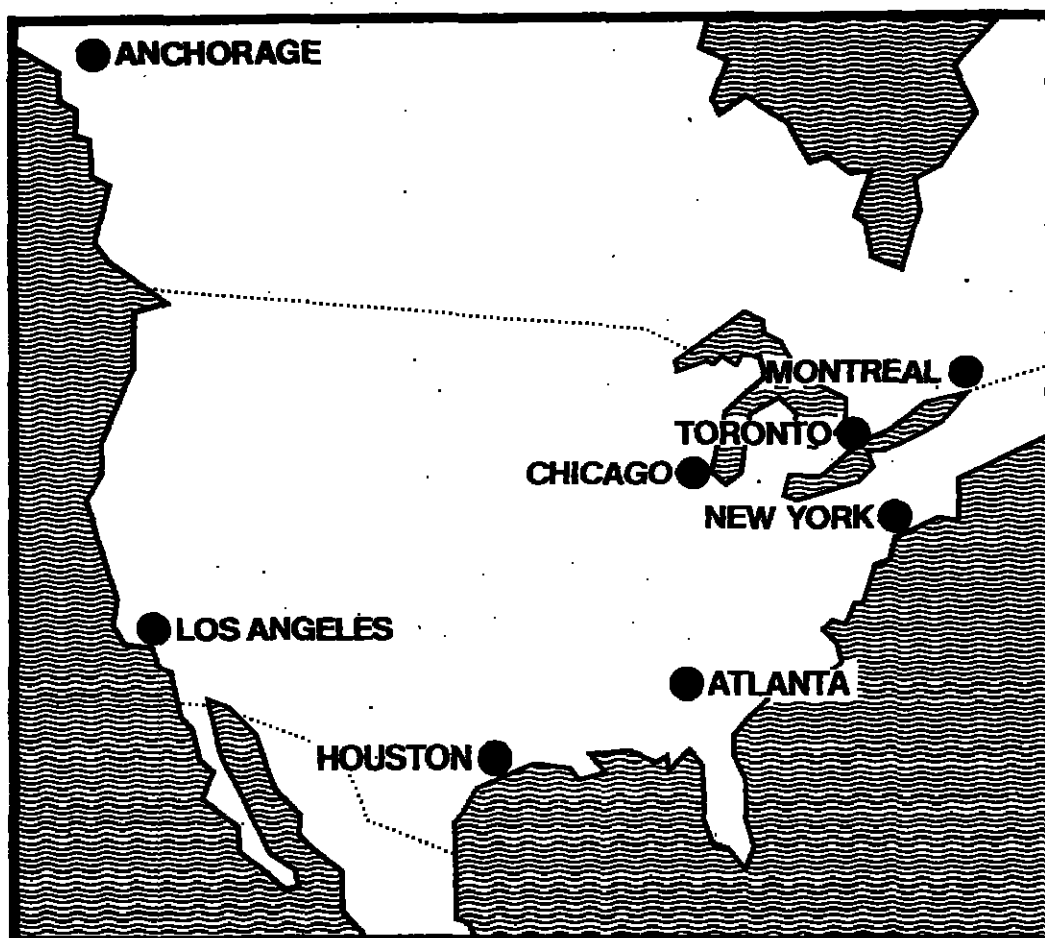 ANCHORAGE
MONTREAL
TORONTO
CHICAGO
NEW YORK
LOS ANGELES
ATLANTA
HOUSTON